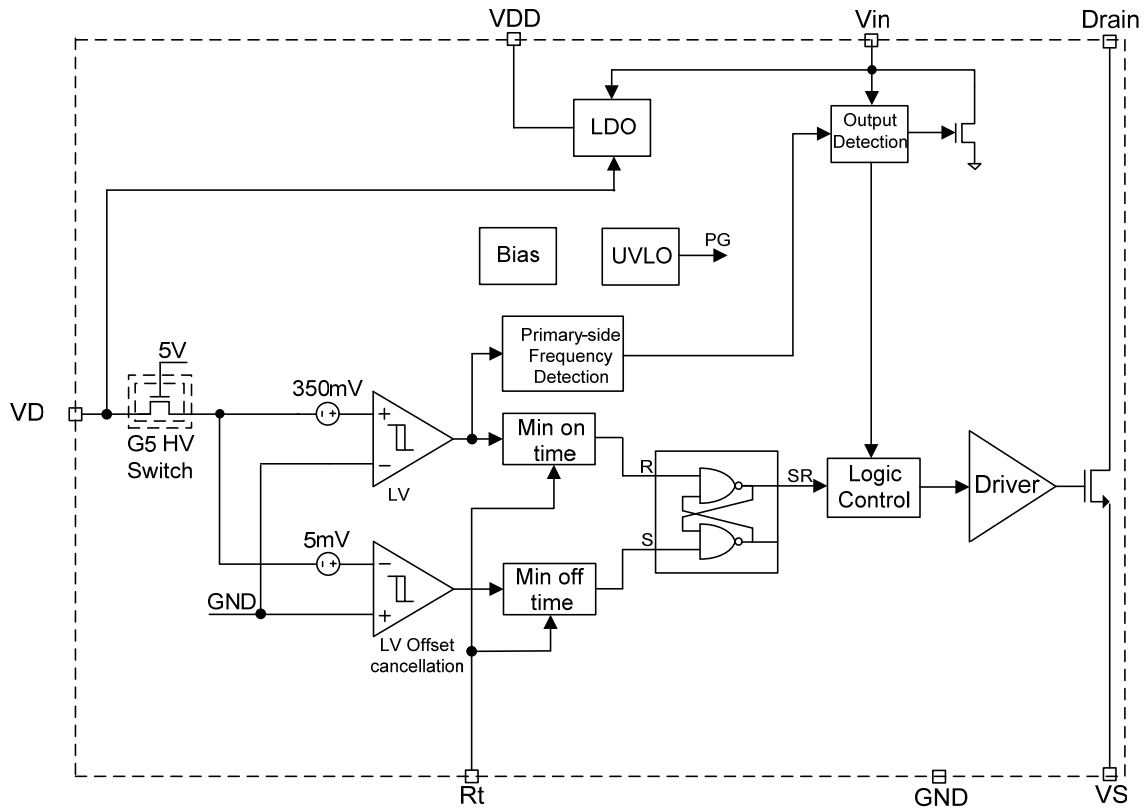 VDD
Vin
Drain
LDO
Output
Detection
Bias
UVLO
PG
Primary-side
Frequency
Detection
5V
VD
G5 HV
Switch
350mV
+
−
LV
Min on
time
R
SR
Logic
Control
Driver
5mV
−
+
GND
LV Offset
cancellation
Min off
time
S
Rt
GND
VS